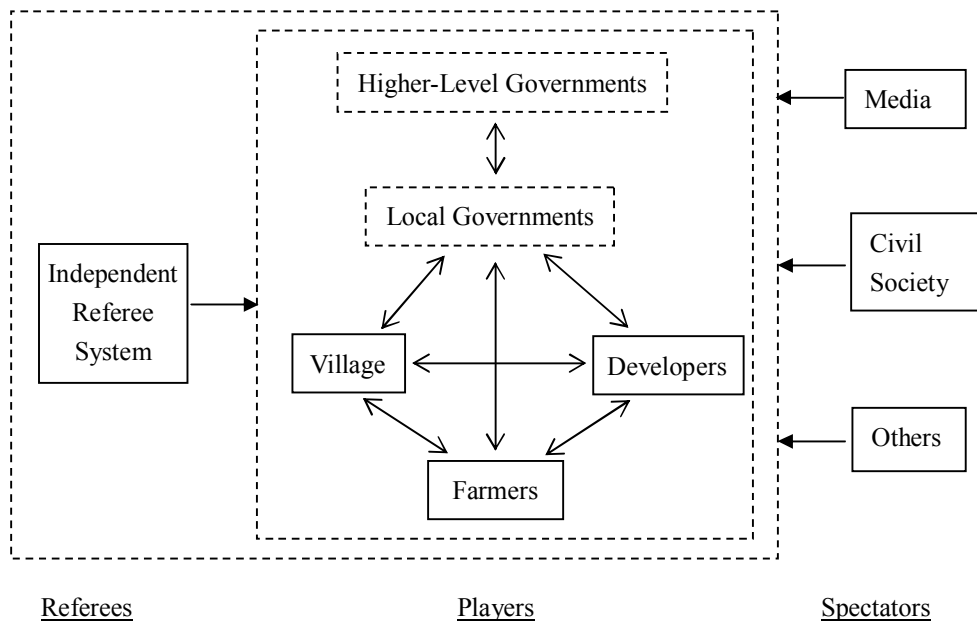 Higher-Level Governments
Media
Local Governments
Civil
Society
Independent
Referee
System
Village
Developers
Others
Farmers
Referees
Players
Spectators